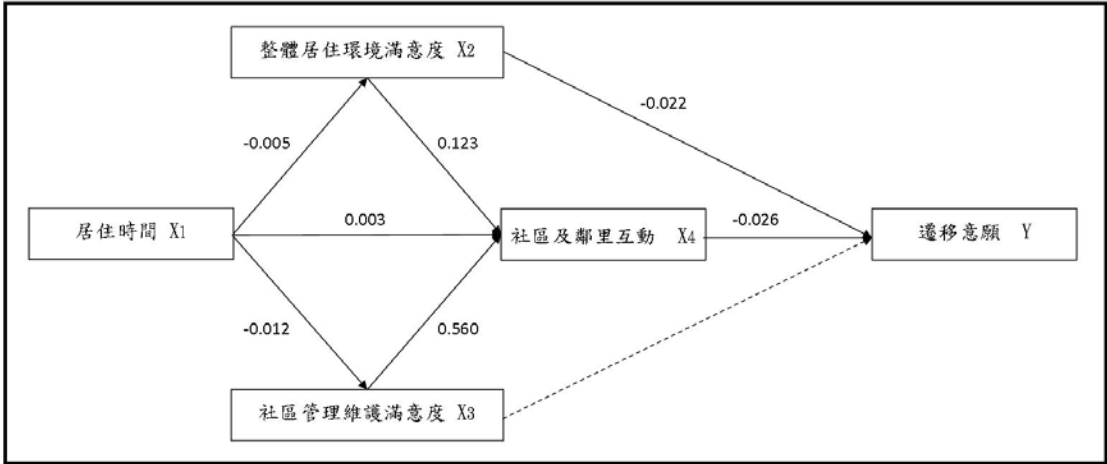 整體居住環境滿意度 X2
-0.022
-0.005
0.123
居住時間 X1
0.003
社區及鄰里互動 X4
-0.026
遷移意願 Y
-0.012
0.560
社區管理維護滿意度 X3